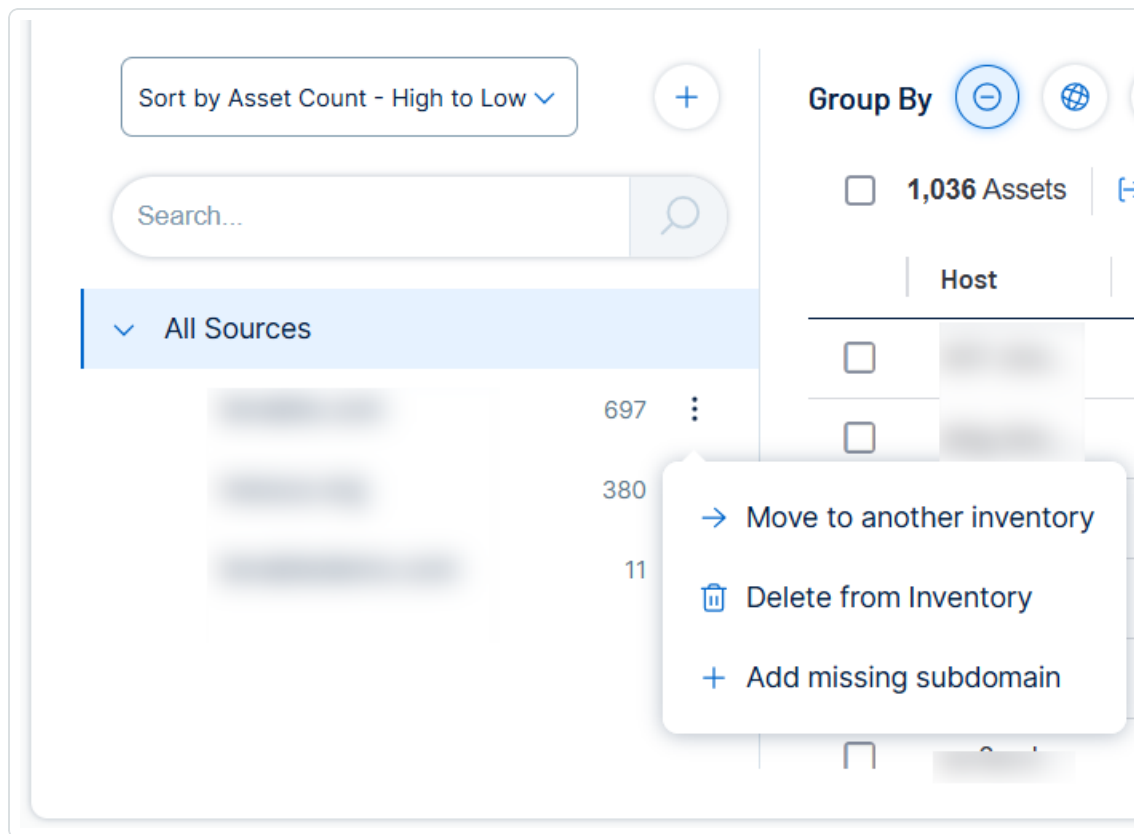 Sort by Asset Count - High to Low
Group By
Search...
1,036 Assets
Host
All Sources
697
380
11
Move to another inventory
Delete from Inventory
Add missing subdomain